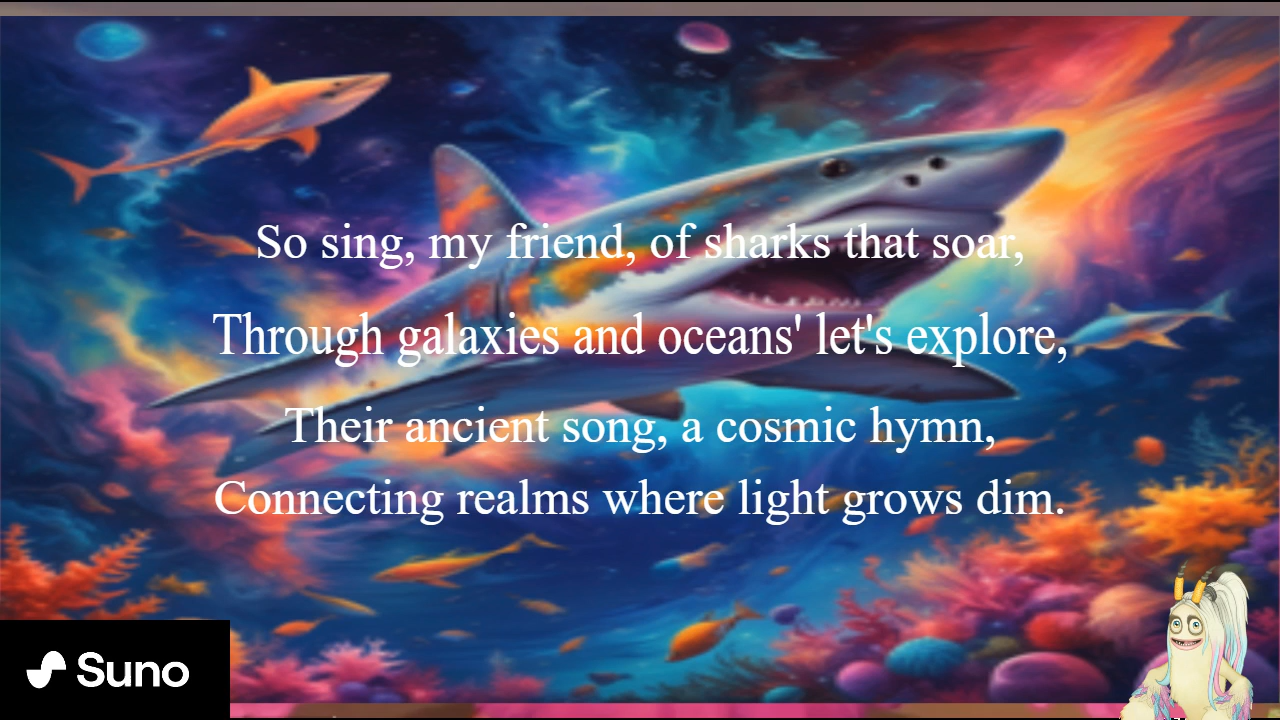 So sing, my friend, of sharks that soar,
Through galaxies and oceans' let's explore,
Their ancient song, a cosmic hymn,
Connecting realms where light grows dim.
Suno